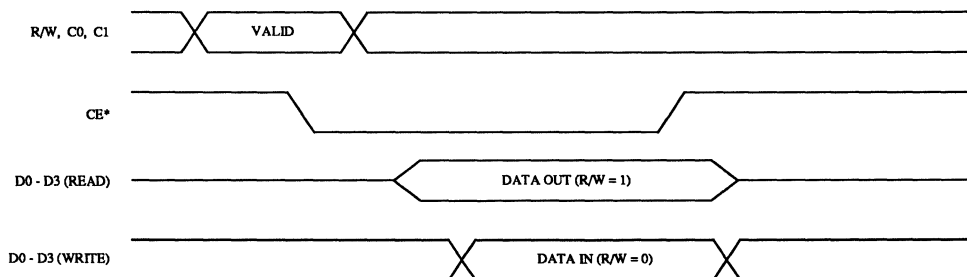 R/W, C0, C1 VALID
CE*
D0 - D3 (READ) DATA OUT (R/W = 1)
D0 - D3 (WRITE) DATA IN (R/W = 0)